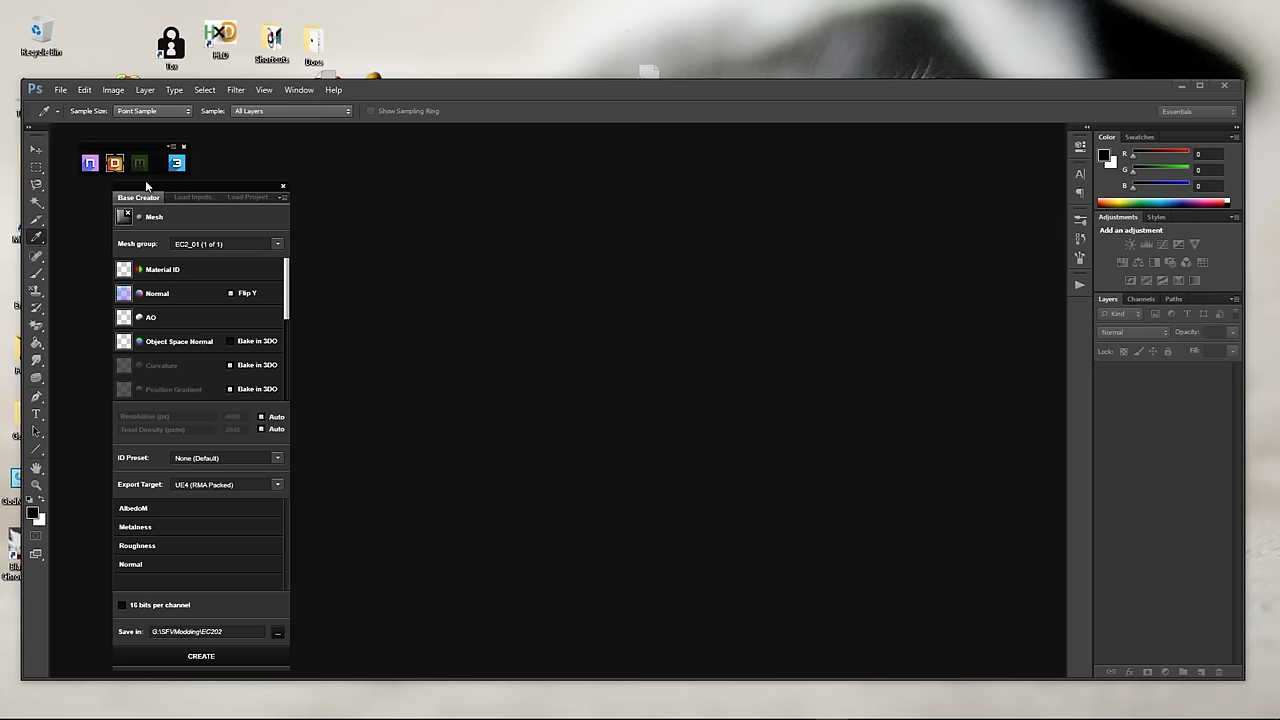 Recycle Bin
Tox
HxD
Shortcuts
Docs
Ps File Edit Image Layer Type Select Filter View Window Help
Sample Size: Point Sample Sample: All Layers Show Sampling Ring Essentials
Base Creator Load Inputs... Load Project...
Mesh
Mesh group: EC2_01 (1 of 1)
Material ID
Normal Flip Y
AO
Object Space Normal Bake in 3DO
Curvature Bake in 3DO
Position Gradient Bake in 3DO
Resolution (px) 4096 Auto
Texel Density (px/m) 2048 Auto
ID Preset: None (Default)
Export Target: UE4 (RMA Packed)
AlbedoM
Metalness
Roughness
Normal
16 bits per channel
Save in: G:\SFVModding\EC202 ...
CREATE
Color Swatches
R 0
G 0
B 0
Adjustments Styles
Add an adjustment
Layers Channels Paths
Kind
Normal Opacity:
Lock: Fill: